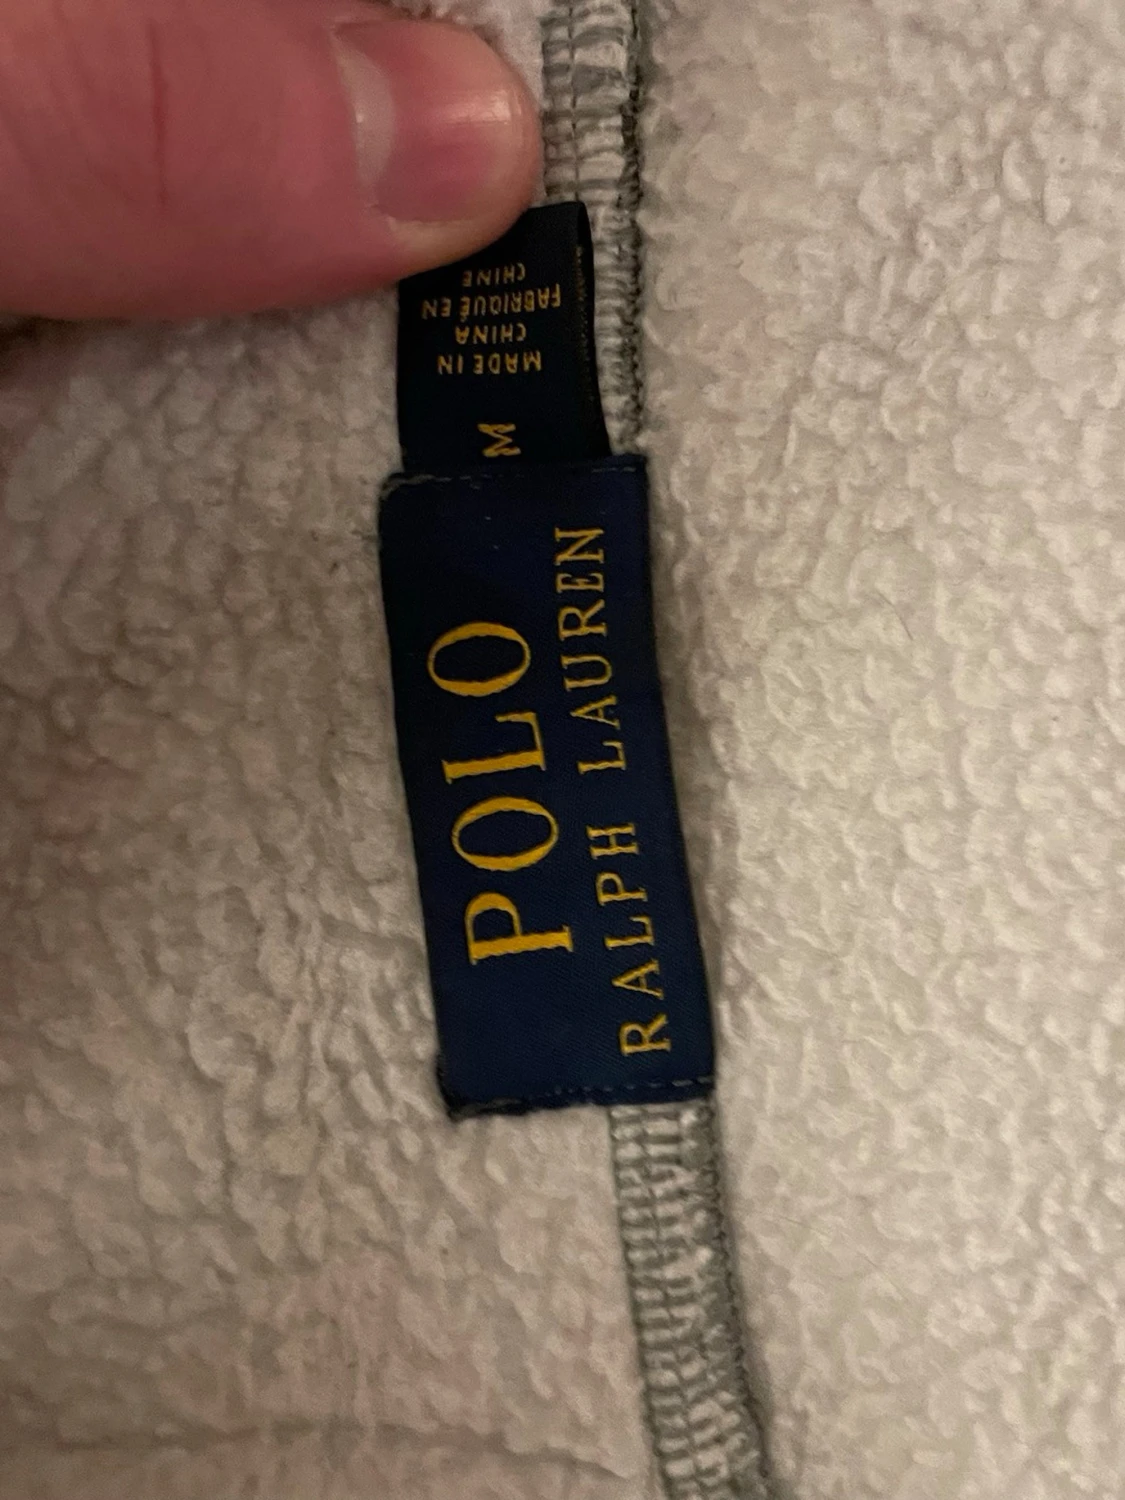 POLO
RALPH LAUREN
M
MADE IN
CHINA
FABRIQUÉ EN
CHINE